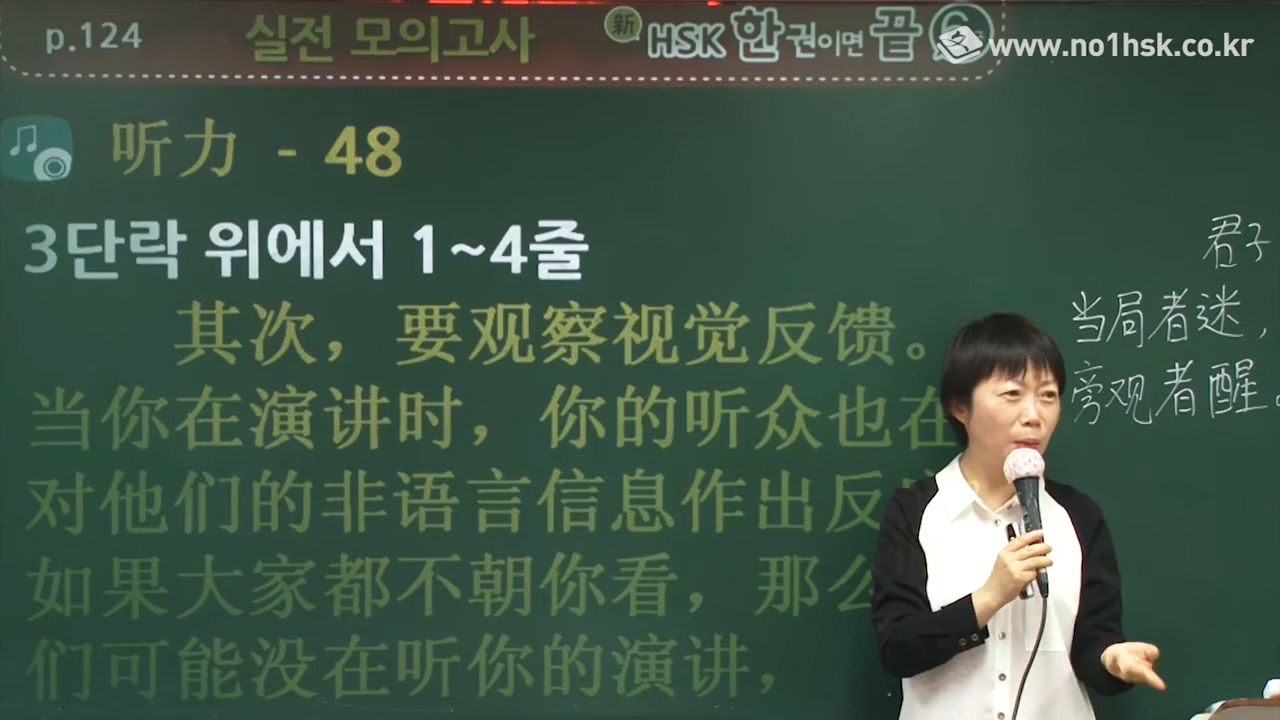 p.124
실전 모의고사
新 HSK 한권이면 끝 6
www.no1hsk.co.kr
听力 - 48
3단락 위에서 1~4줄
其次，要观察视觉反馈。
当你在演讲时，你的听众也在
对他们的非语言信息作出反
如果大家都不朝你看，那么
们可能没在听你的演讲，
君子
当局者迷，
旁观者醒。